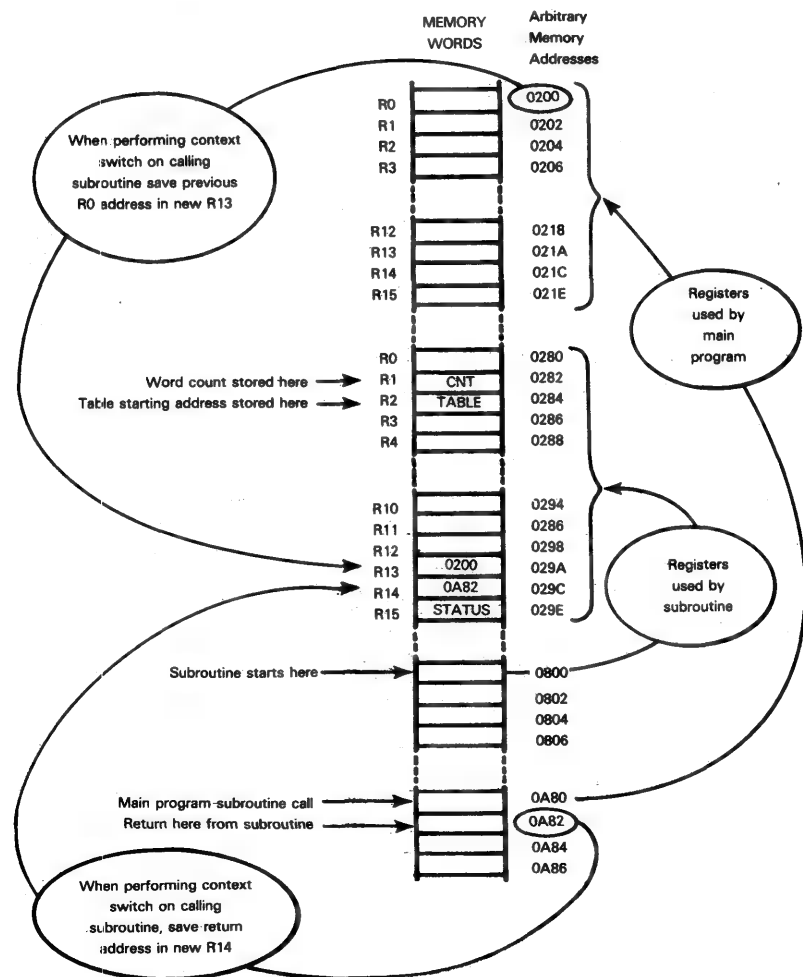 MEMORY
WORDS
Arbitrary
Memory
Addresses
When performing context
switch on calling
subroutine save previous
R0 address in new R13
R0 0200
R1 0202
R2 0204
R3 0206
R12 0218
R13 021A
R14 021C
R15 021E
Registers
used by
main
program
R0 0280
Word count stored here R1 CNT 0282
Table starting address stored here R2 TABLE 0284
R3 0286
R4 0288
R10 0294
R11 0286
R12 0298
R13 0200 029A
R14 0A82 029C
R15 STATUS 029E
Registers
used by
subroutine
Subroutine starts here 0800
0802
0804
0806
Main program-subroutine call 0A80
Return here from subroutine 0A82
0A84
0A86
When performing context
switch on calling
subroutine, save return
address in new R14